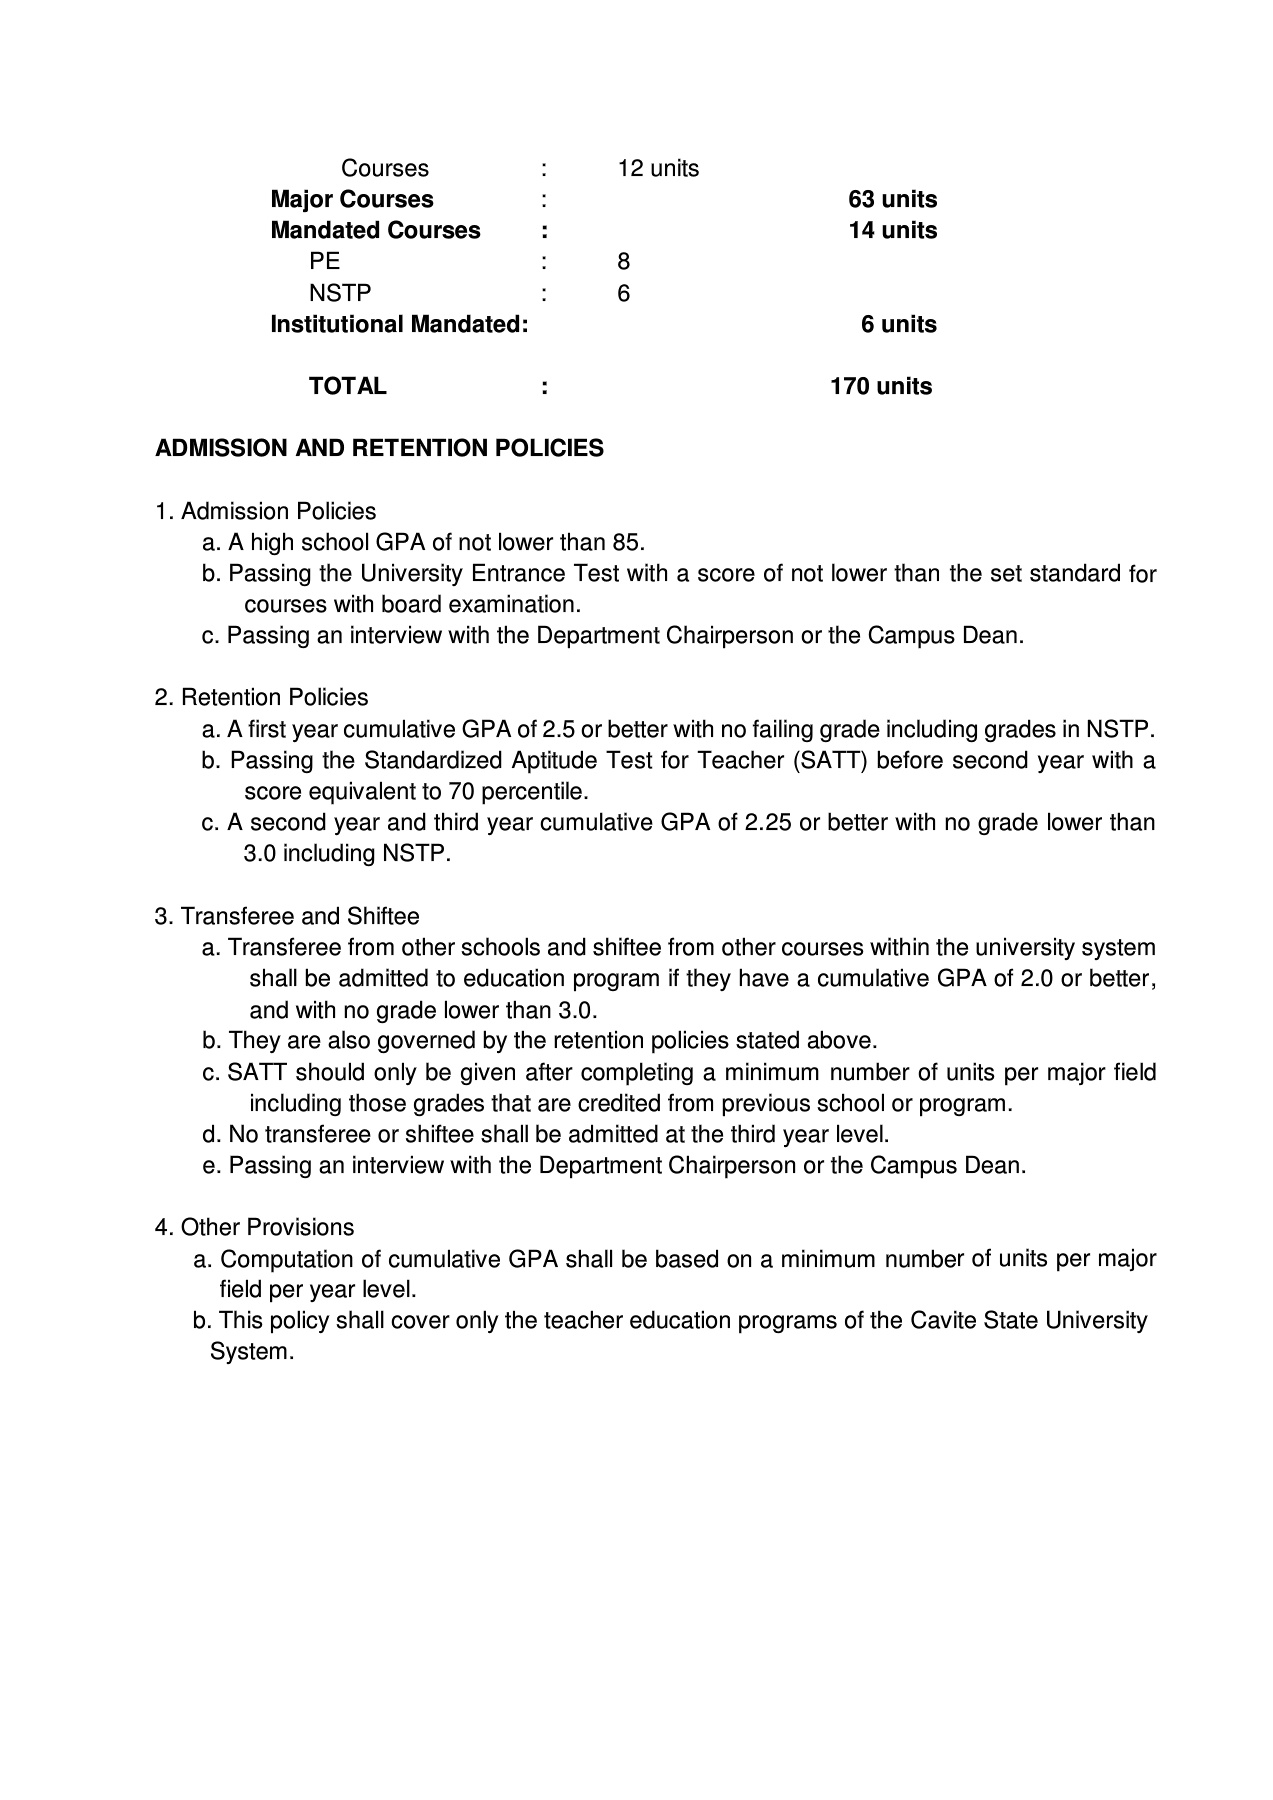 Courses : 12 units
Major Courses : 63 units
Mandated Courses : 14 units
PE : 8
NSTP : 6
Institutional Mandated: 6 units
TOTAL : 170 units
ADMISSION AND RETENTION POLICIES
1. Admission Policies
a. A high school GPA of not lower than 85.
b. Passing the University Entrance Test with a score of not lower than the set standard for
courses with board examination.
c. Passing an interview with the Department Chairperson or the Campus Dean.
2. Retention Policies
a. A first year cumulative GPA of 2.5 or better with no failing grade including grades in NSTP.
b. Passing the Standardized Aptitude Test for Teacher (SATT) before second year with a
score equivalent to 70 percentile.
c. A second year and third year cumulative GPA of 2.25 or better with no grade lower than
3.0 including NSTP.
3. Transferee and Shiftee
a. Transferee from other schools and shiftee from other courses within the university system
shall be admitted to education program if they have a cumulative GPA of 2.0 or better,
and with no grade lower than 3.0.
b. They are also governed by the retention policies stated above.
c. SATT should only be given after completing a minimum number of units per major field
including those grades that are credited from previous school or program.
d. No transferee or shiftee shall be admitted at the third year level.
e. Passing an interview with the Department Chairperson or the Campus Dean.
4. Other Provisions
a. Computation of cumulative GPA shall be based on a minimum number of units per major
field per year level.
b. This policy shall cover only the teacher education programs of the Cavite State University
System.